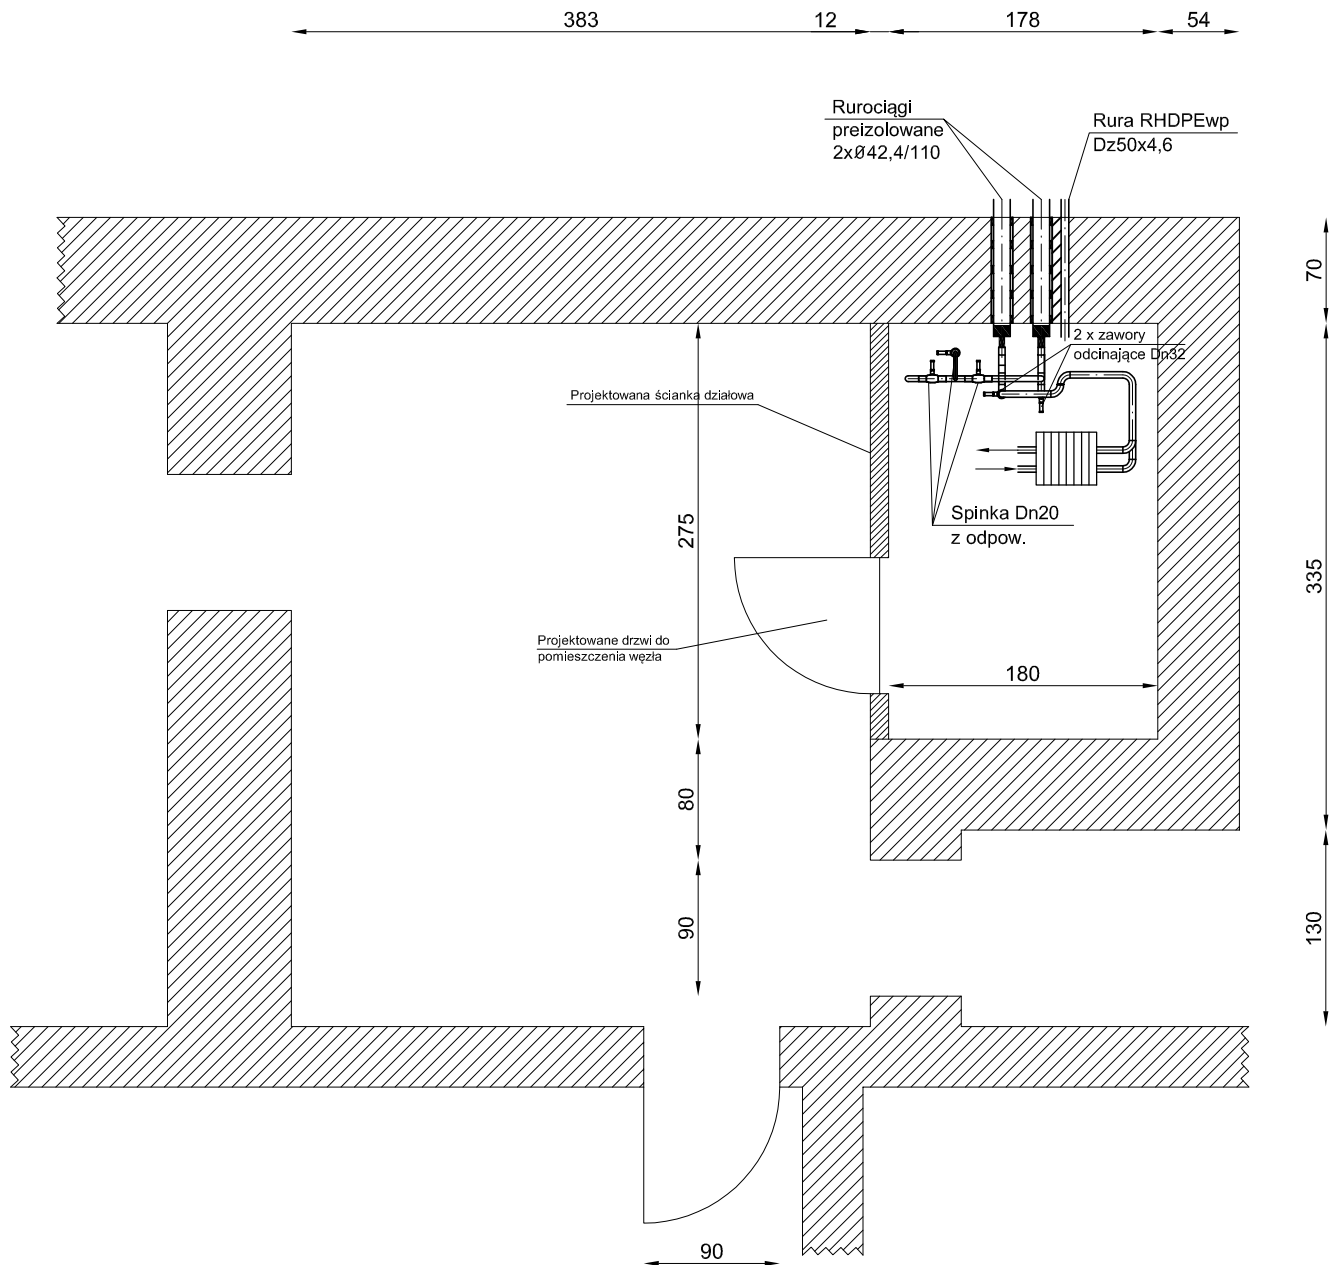 383
12
178
54
Rurociągi
preizolowane
2xØ42,4/110
Rura RHDPEwp
Dz50x4,6
70
2 x zawory
odcinające Dn32
Projektowana ścianka działowa
Spinka Dn20
z odpow.
275
335
Projektowane drzwi do
pomieszczenia węzła
180
80
90
130
90